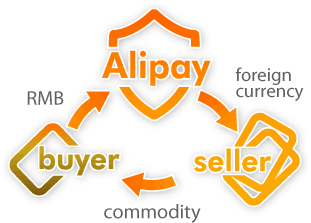 Alipay
RMB
foreign
currency
buyer
seller
commodity